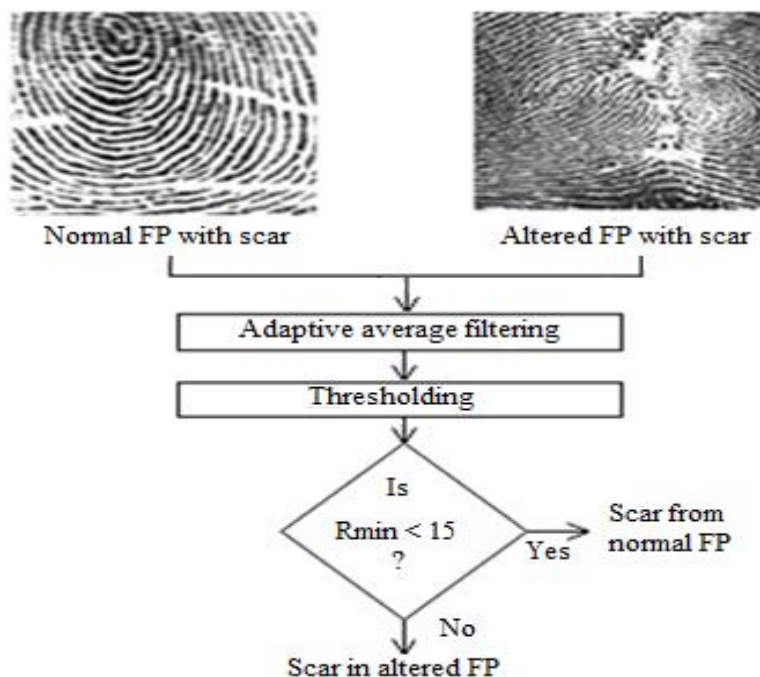 Normal FP with scar
Altered FP with scar
Adaptive average filtering
Thresholding
Is
Rmin < 15
?
Yes
Scar from
normal FP
No
Scar in altered FP